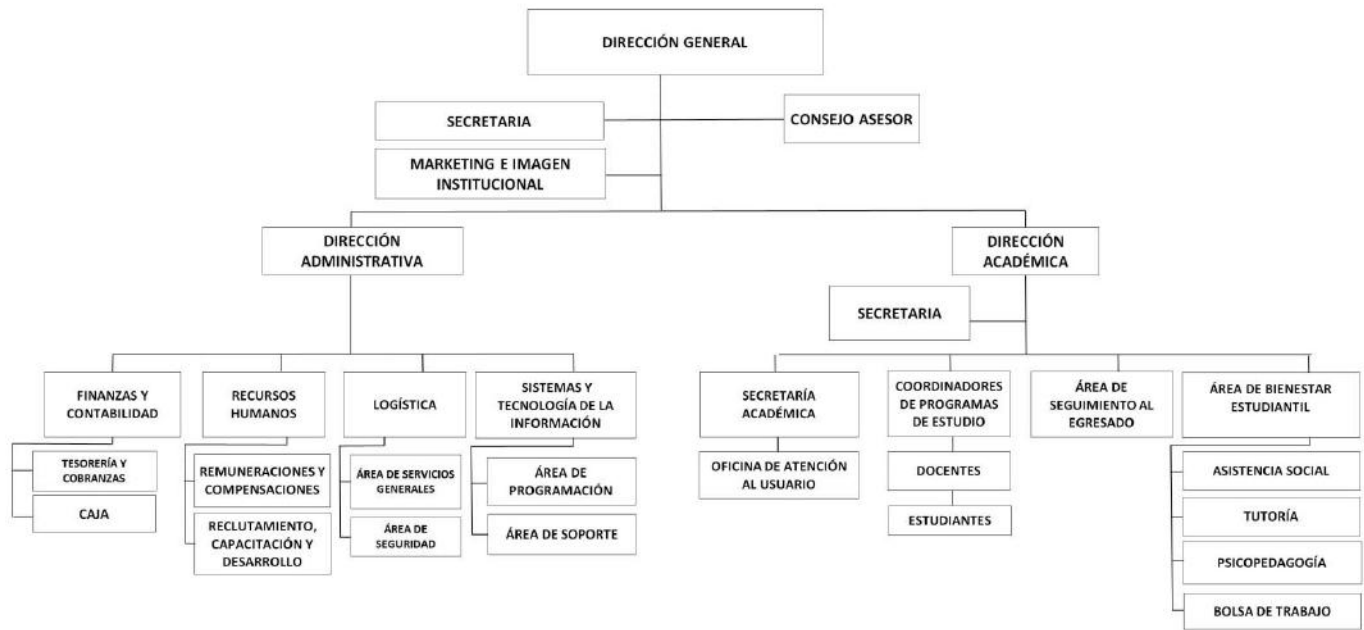 DIRECCIÓN GENERAL
SECRETARIA
CONSEJO ASESOR
MARKETING E IMAGEN
INSTITUCIONAL
DIRECCIÓN
ADMINISTRATIVA
DIRECCIÓN
ACADÉMICA
SECRETARIA
FINANZAS Y
CONTABILIDAD
RECURSOS
HUMANOS
LOGÍSTICA
SISTEMAS Y
TECNOLOGÍA DE LA
INFORMACIÓN
SECRETARÍA
ACADÉMICA
COORDINADORES
DE PROGRAMAS
DE ESTUDIO
ÁREA DE
SEGUIMIENTO AL
EGRESADO
ÁREA DE BIENESTAR
ESTUDIANTIL
TESORERÍA Y
COBRANZAS
CAJA
REMUNERACIONES Y
COMPENSACIONES
RECLUTAMIENTO,
CAPACITACIÓN Y
DESARROLLO
ÁREA DE SERVICIOS
GENERALES
ÁREA DE
SEGURIDAD
ÁREA DE
PROGRAMACIÓN
ÁREA DE SOPORTE
OFICINA DE ATENCIÓN
AL USUARIO
DOCENTES
ESTUDIANTES
ASISTENCIA SOCIAL
TUTORÍA
PSICOPEDAGOGÍA
BOLSA DE TRABAJO